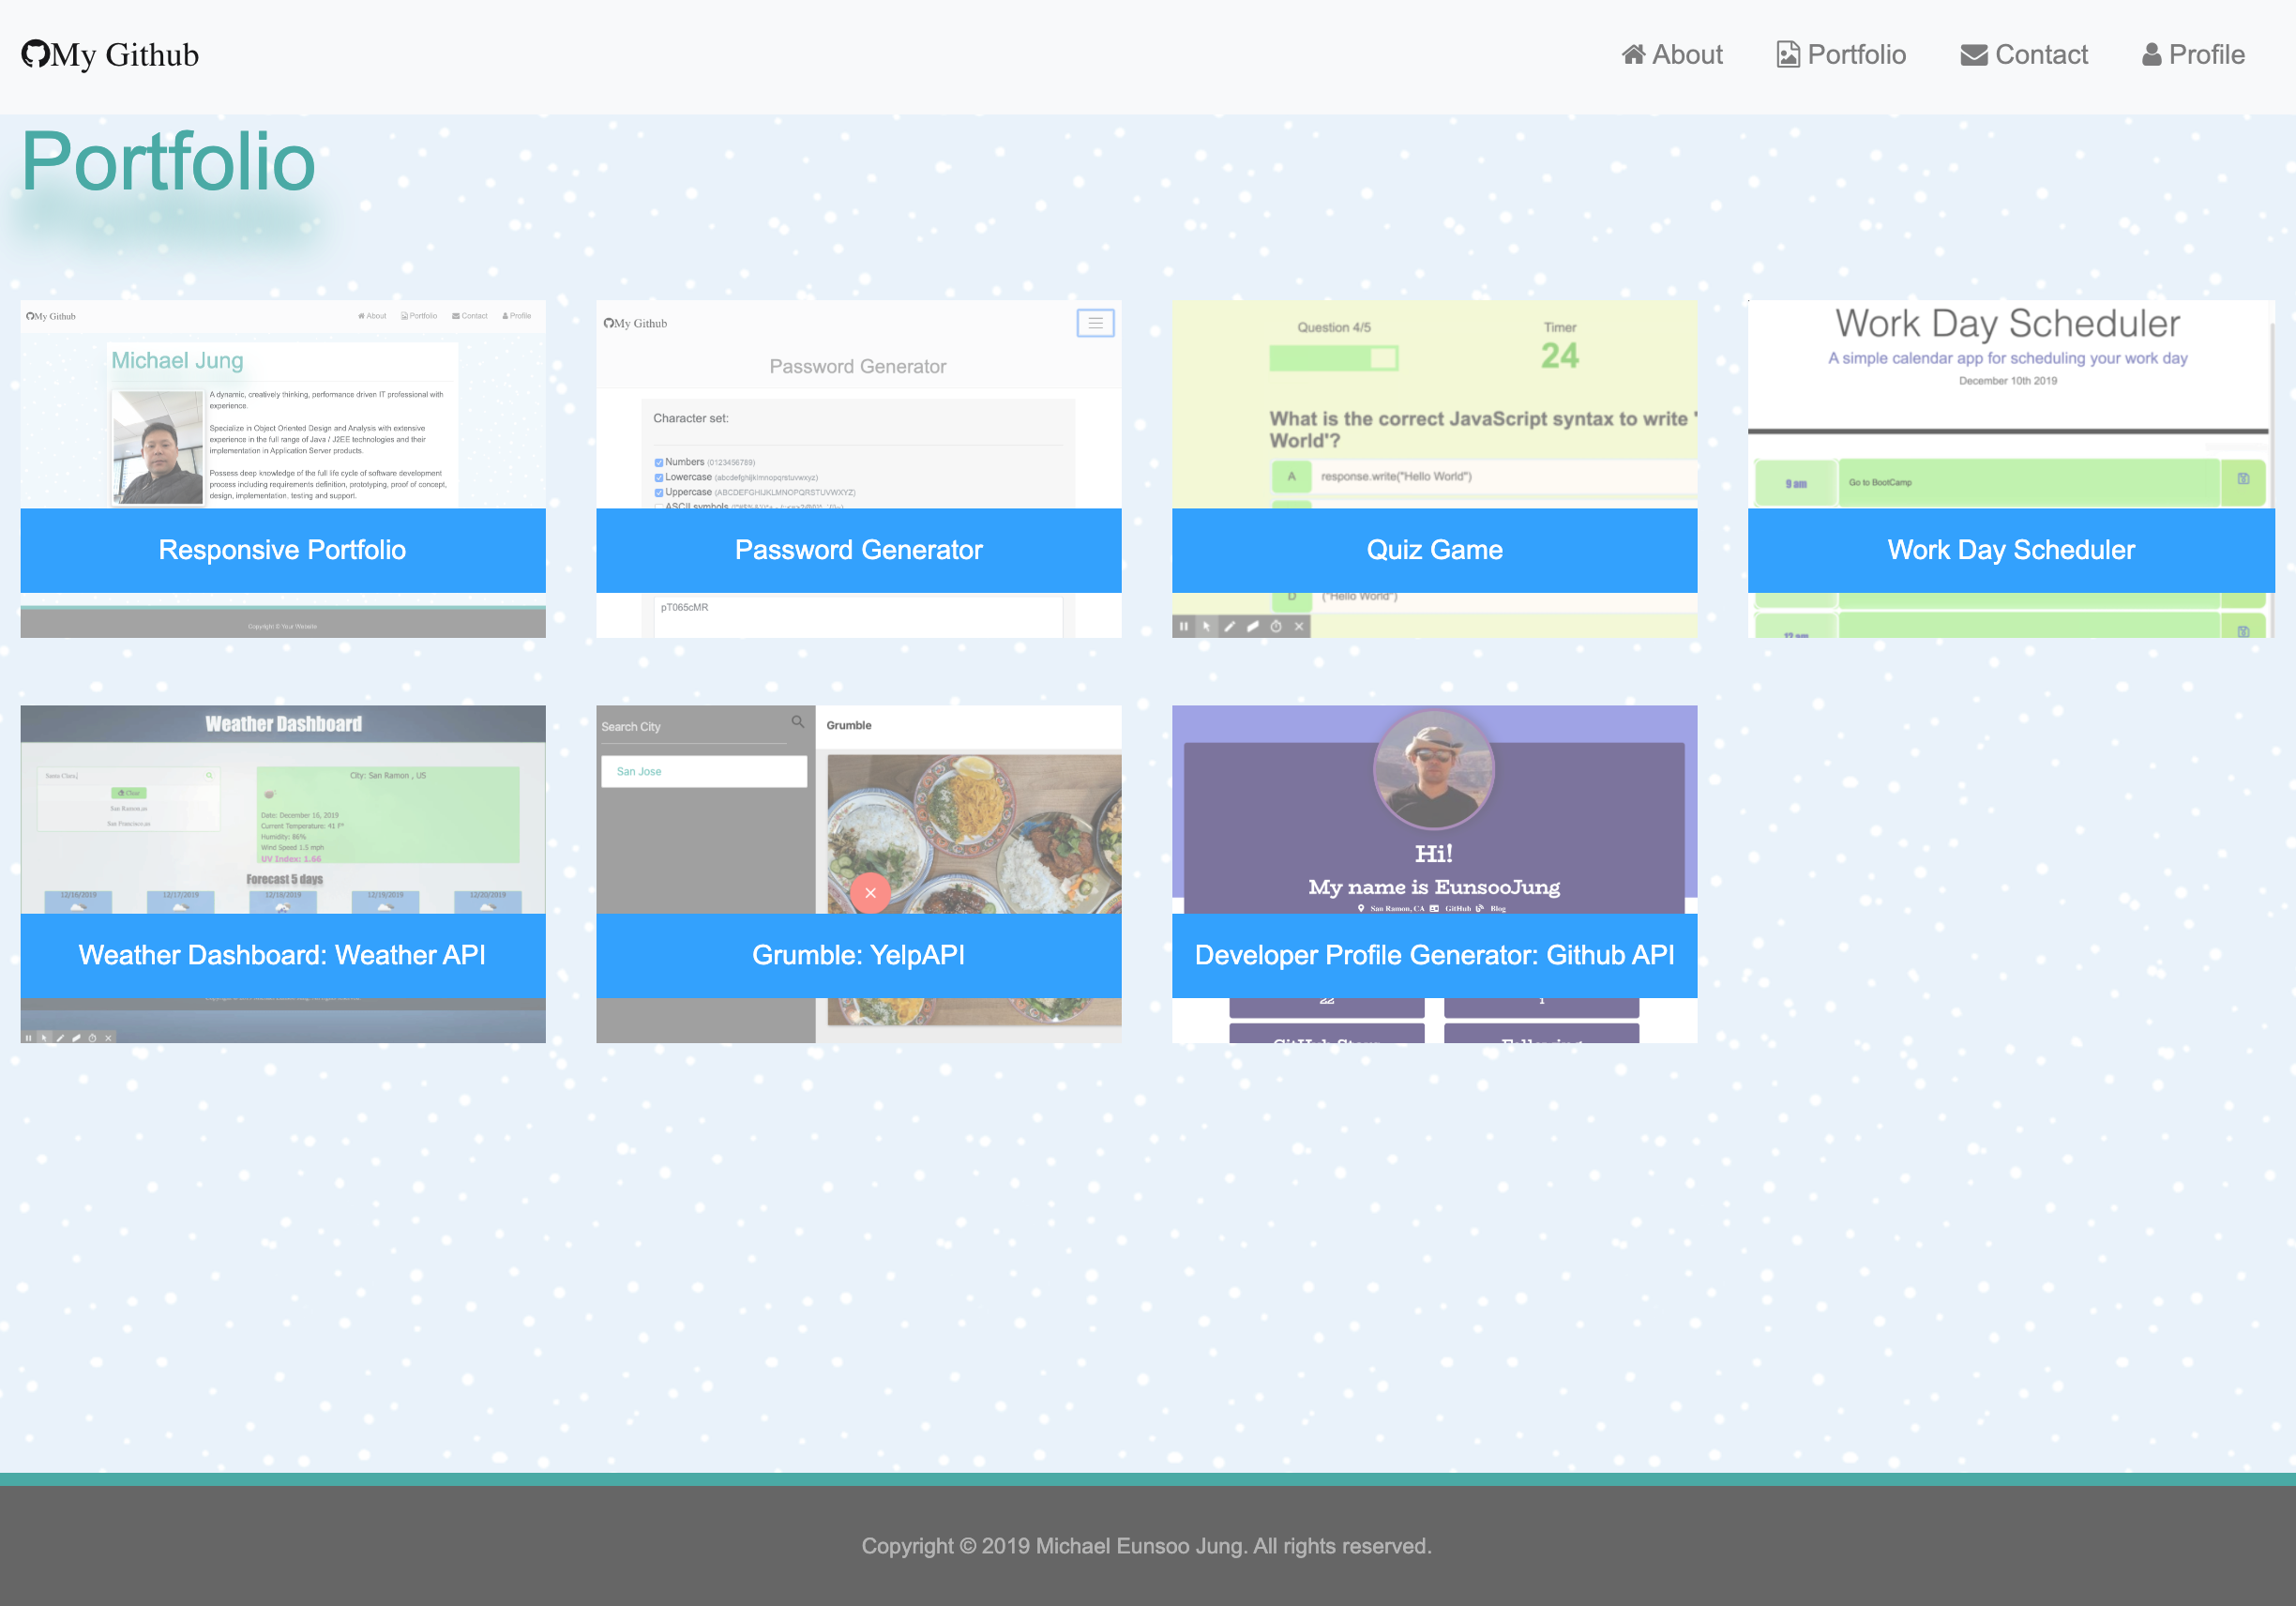 My Github
About
Portfolio
Contact
Profile
Portfolio
My Github
About
Portfolio
Contact
Profile
Michael Jung
A dynamic, creatively thinking, performance driven IT professional with
experience.
Specialize in Object Oriented Design and Analysis with extensive
experience in the full range of Java / J2EE technologies and their
implementation in Application Server products.
Possess deep knowledge of the full life cycle of software development
process including requirements definition, prototyping, proof of concept,
design, implementation, testing and support.
Responsive Portfolio
Copyright © Your Website
My Github
Password Generator
Character set:
Numbers (0123456789)
Lowercase (abcdefghijklmnopqrstuvwxyz)
Uppercase (ABCDEFGHIJKLMNOPQRSTUVWXYZ)
ASCII symbols
Password Generator
pT065cMR
Question 4/5
Timer
24
What is the correct JavaScript syntax to write '
World'?
A
response.write("Hello World")
Quiz Game
D
("Hello World")
Work Day Scheduler
A simple calendar app for scheduling your work day
December 10th 2019
9 am
Go to BootCamp
Work Day Scheduler
Weather Dashboard
City: San Ramon , US
Clear
San Ramon,us
San Francisco,us
Date: December 16, 2019
Current Temperature: 41 F°
Humidity: 86%
Wind Speed 1.5 mph
UV Index: 1.66
Forecast 5 days
12/16/2019
12/17/2019
12/18/2019
12/19/2019
12/20/2019
Weather Dashboard: Weather API
Search City
Grumble
San Jose
Grumble: YelpAPI
Hi!
My name is EunsooJung
San Ramon, CA
GitHub
Blog
Developer Profile Generator: Github API
22
1
GitHub Stars
Following
Copyright © 2019 Michael Eunsoo Jung. All rights reserved.